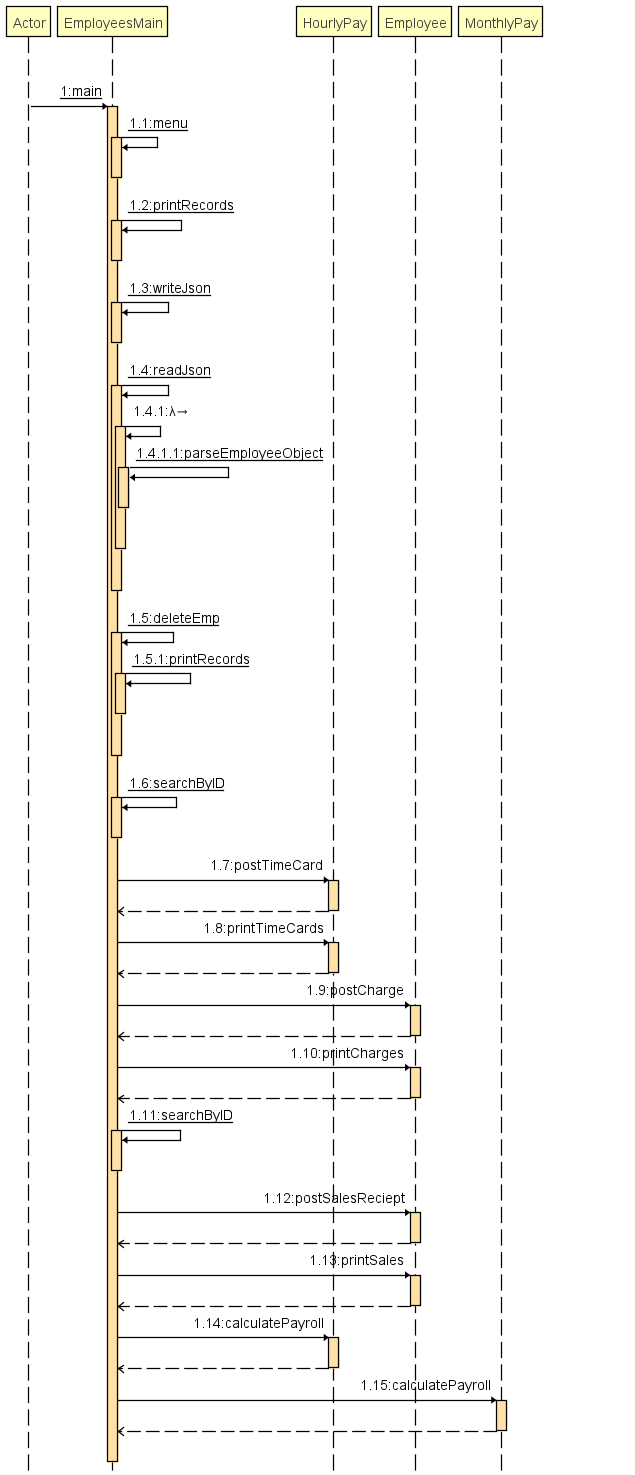 Actor EmployeesMain HourlyPay Employee MonthlyPay
1:main
1.1:menu
1.2:printRecords
1.3:writeJson
1.4:readJson
1.4.1:λ→
1.4.1.1:parseEmployeeObject
1.5:deleteEmp
1.5.1:printRecords
1.6:searchByID
1.7:postTimeCard
1.8:printTimeCards
1.9:postCharge
1.10:printCharges
1.11:searchByID
1.12:postSalesReciept
1.13:printSales
1.14:calculatePayroll
1.15:calculatePayroll